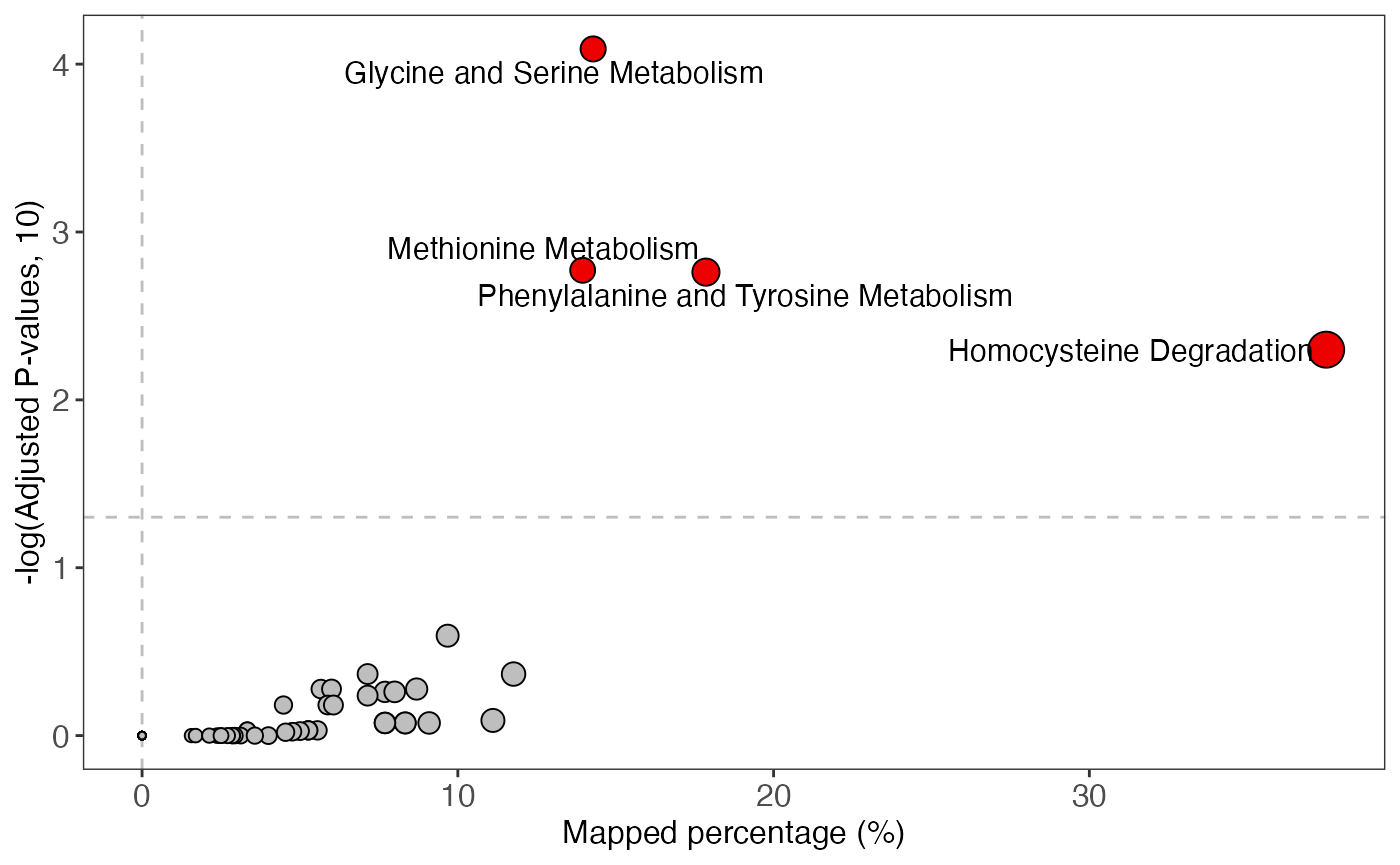 4
Glycine and Serine Metabolism
3
Methionine Metabolism
Phenylalanine and Tyrosine Metabolism
Homocysteine Degradation
2
1
0
-log(Adjusted P-values, 10)
0 10 20 30
Mapped percentage (%)